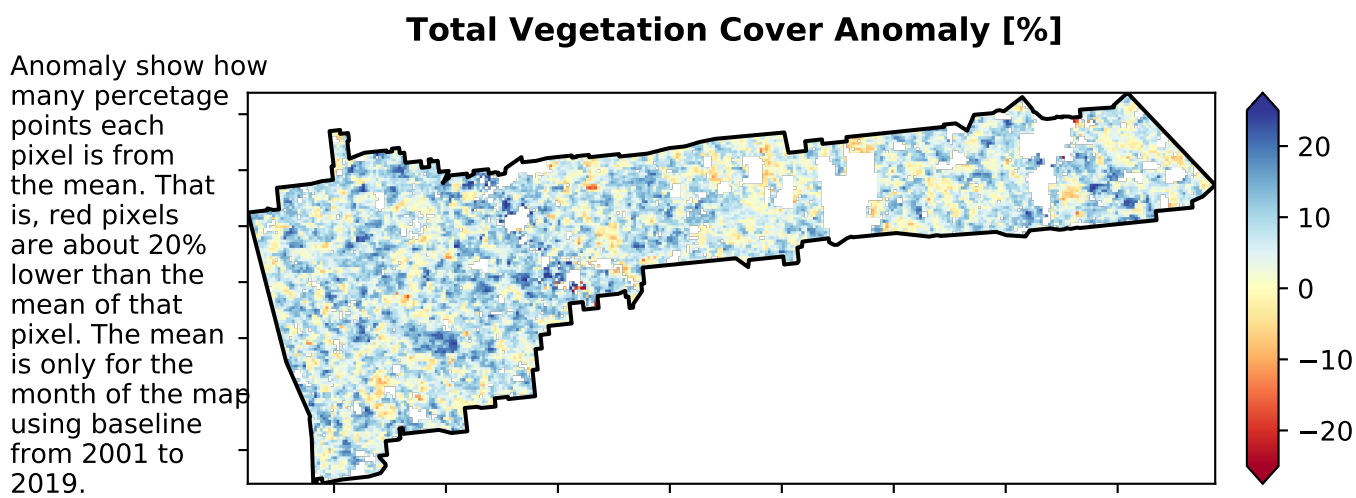 Total Vegetation Cover Anomaly [%]
Anomaly show how
many percetage
points each
pixel is from
the mean. That
is, red pixels
are about 20%
lower than the
mean of that
pixel. The mean
is only for the
month of the map
using baseline
from 2001 to
2019.
20
10
0
−10
−20